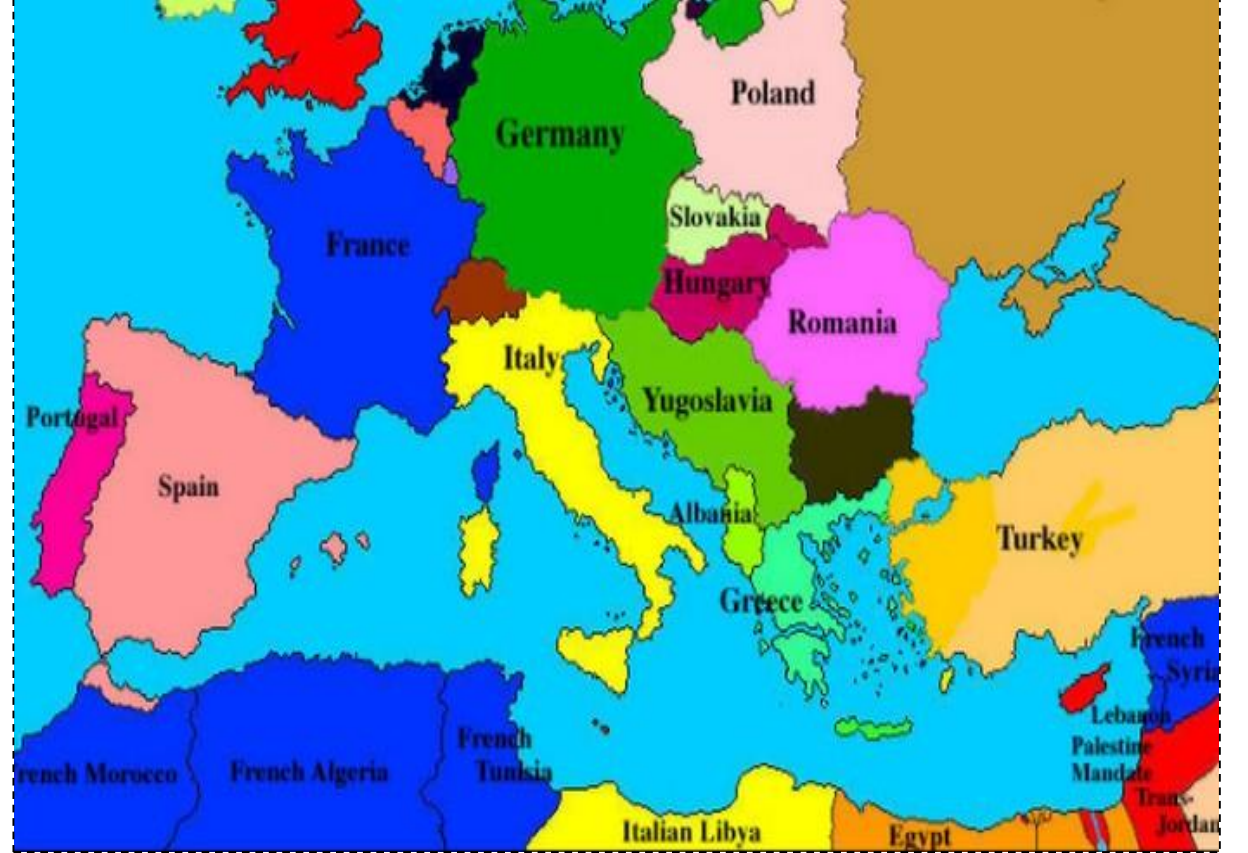 Poland
Germany
Slovakia
France
Hungary
Romania
Italy
Yugoslavia
Portugal
Spain
Albania
Turkey
Greece
French
Syria
Lebanon
Palestine
Mandate
Trans-
Jordan
French
Tunisia
rench Morocco
French Algeria
Italian Libya
Egypt